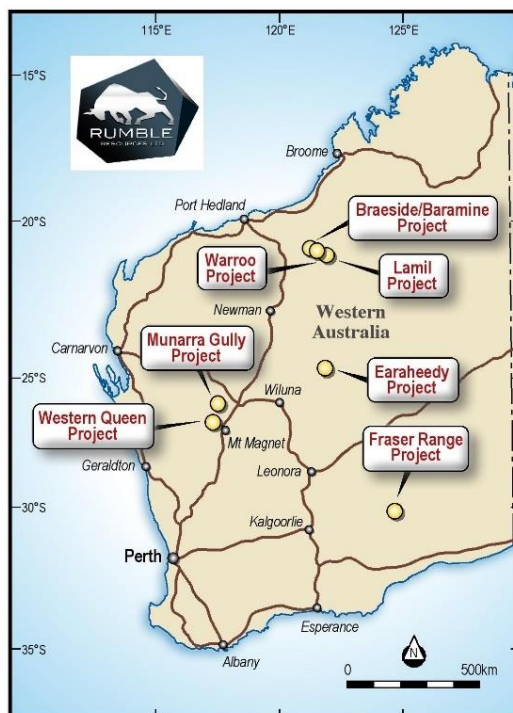 115°E
120°E
125°E
15°S
RUMBLE
RESOURCES LTD
Broome
20°S
Port Hedland
Braeside/Baramine
Project
Warroo
Project
Lamil
Project
Newman
Western
Australia
Munarra Gully
Project
Carnarvon
25°S
Earaheedy
Project
Wiluna
Western Queen
Project
Mt Magnet
Fraser Range
Project
Geraldton
Leonora
30°S
Kalgoorlie
Perth
Esperance
35°S
Albany
N
0
500km